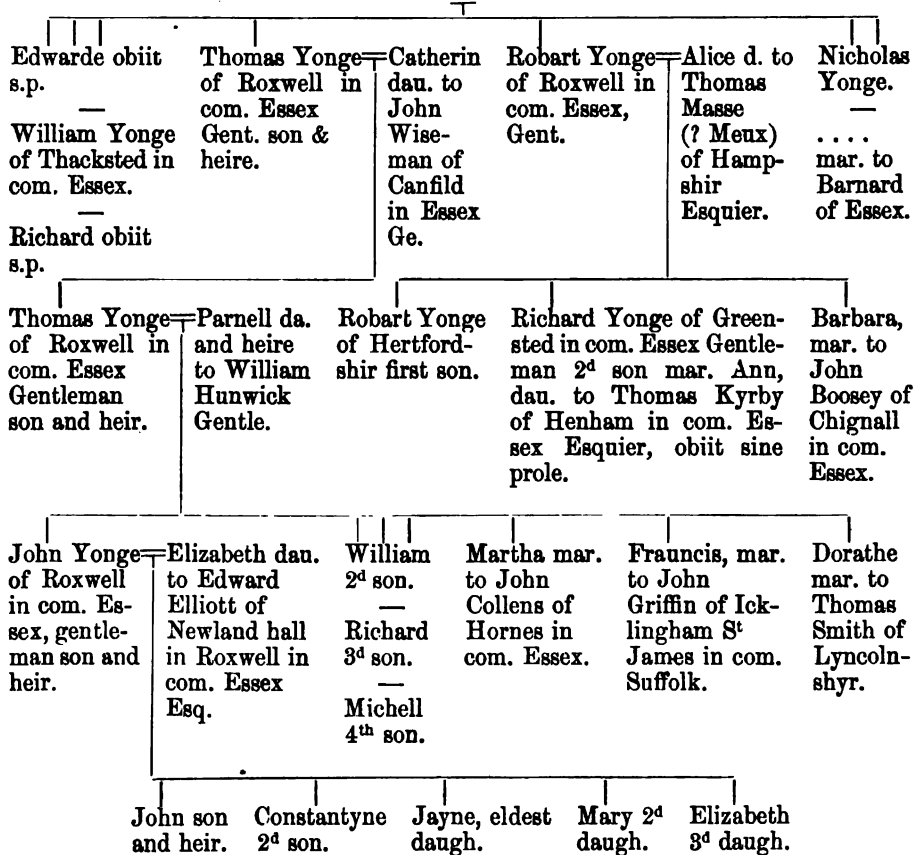 Edwarde obiit
s.p.
—
William Yonge
of Thacksted in
com. Essex.
—
Richard obiit
s.p.
Thomas Yonge
of Roxwell in
com. Essex
Gent. son &
heire.
Catherin
dau. to
John
Wise-
man of
Canfild
in Essex
Ge.
Robart Yonge
of Roxwell in
com. Essex,
Gent.
Alice d. to
Thomas
Masse
(? Meux)
of Hamp-
shir
Esquier.
Nicholas
Yonge.
—
....
mar. to
Barnard
of Essex.
Thomas Yonge
of Roxwell in
com. Essex
Gentleman
son and heir.
Parnell da.
and heire
to William
Hunwick
Gentle.
Robart Yonge
of Hertford-
shir first son.
Richard Yonge of Green-
sted in com. Essex Gentle-
man 2d son mar. Ann,
dau. to Thomas Kyrby
of Henham in com. Es-
sex Esquier, obiit sine
prole.
Barbara,
mar. to
John
Boosey of
Chignall
in com.
Essex.
John Yonge
of Roxwell
in com. Es-
sex, gentle-
man son and
heir.
Elizabeth dau.
to Edward
Elliott of
Newland hall
in Roxwell in
com. Essex
Esq.
William
2d son.
—
Richard
3d son.
—
Michell
4th son.
Martha mar.
to John
Collens of
Hornes in
com. Essex.
Frauncis, mar.
to John
Griffin of Ick-
lingham St
James in com.
Suffolk.
Dorathe
mar. to
Thomas
Smith of
Lyncoln-
shyr.
John son
and heir.
Constantyne
2d son.
Jayne, eldest
daugh.
Mary 2d
daugh.
Elizabeth
3d daugh.